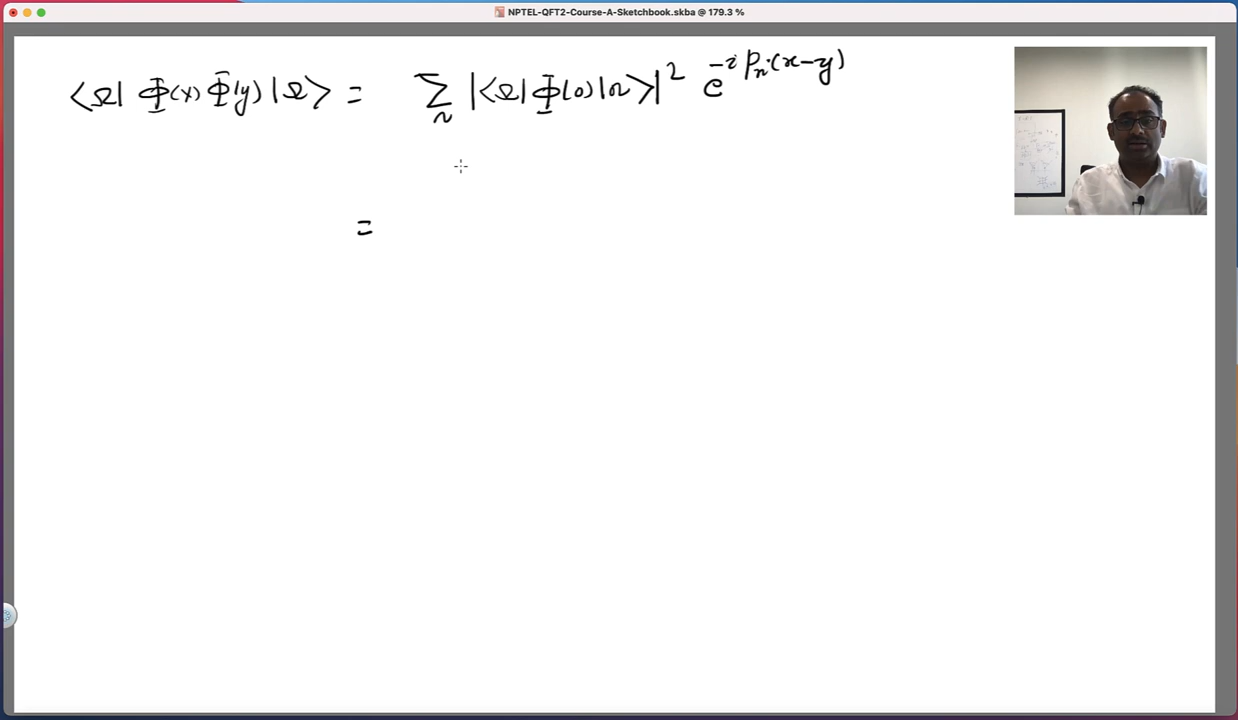 NPTEL-QFT2-Course-A-Sketchbook.skba @ 179.3 %
⟨Ω| Φ(x) Φ(y) |Ω⟩ = Σ_n |⟨Ω|Φ(0)|n⟩|² e^{-i P_n·(x-y)}
=